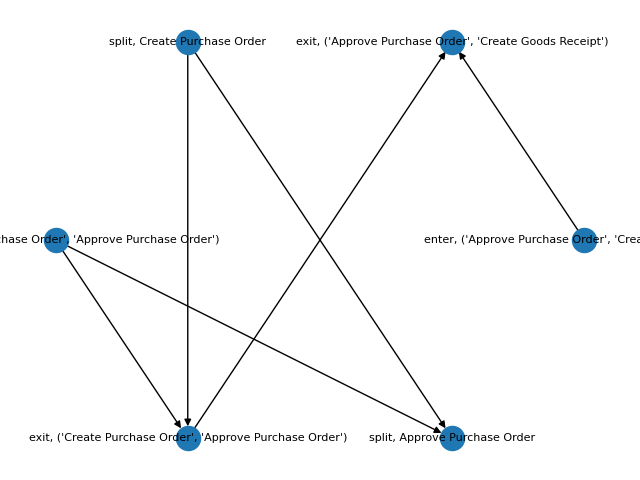 split, Create Purchase Order
exit, ('Approve Purchase Order', 'Create Goods Receipt')
chase Order', 'Approve Purchase Order')
enter, ('Approve Purchase Order', 'Crea
exit, ('Create Purchase Order', 'Approve Purchase Order')
split, Approve Purchase Order